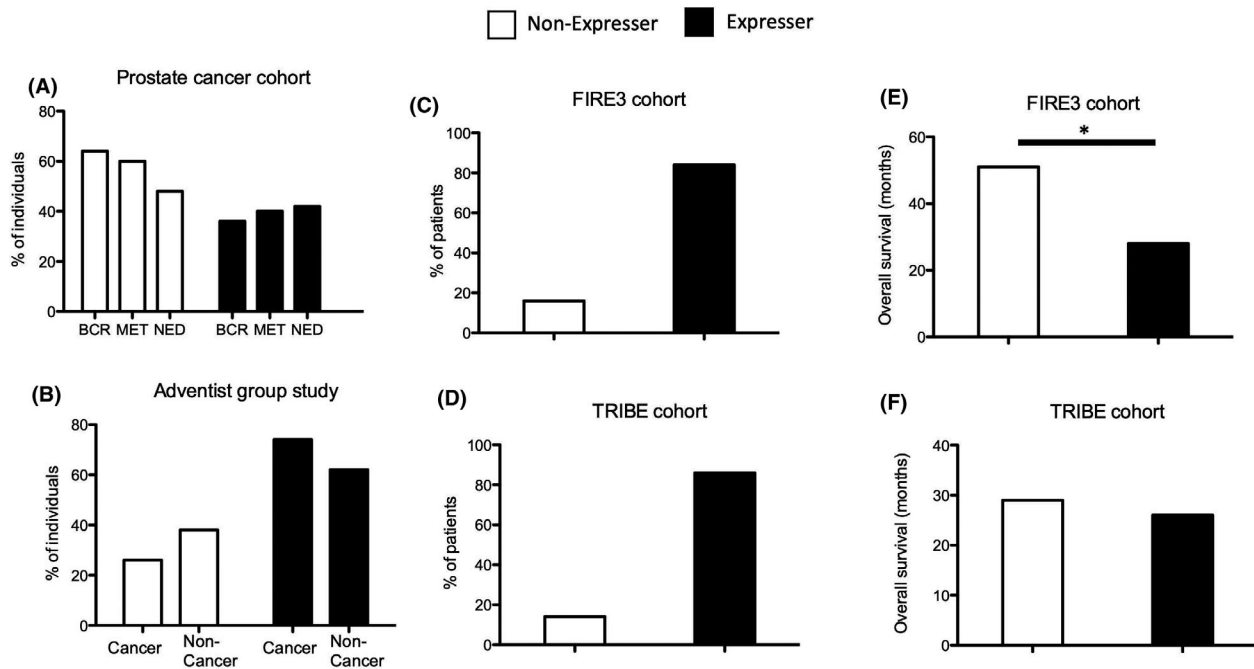 Non-Expresser Expresser
(A)
Prostate cancer cohort
% of individuals
80
60
40
20
0
BCR MET NED BCR MET NED
(B)
Adventist group study
% of individuals
80
60
40
20
0
Cancer Non-
Cancer Cancer Non-
Cancer
(C)
FIRE3 cohort
% of patients
100
80
60
40
20
0
(D)
TRIBE cohort
% of patients
100
80
60
40
20
0
(E)
FIRE3 cohort
*
Overall survival (months)
60
40
20
0
(F)
TRIBE cohort
Overall survival (months)
40
30
20
10
0